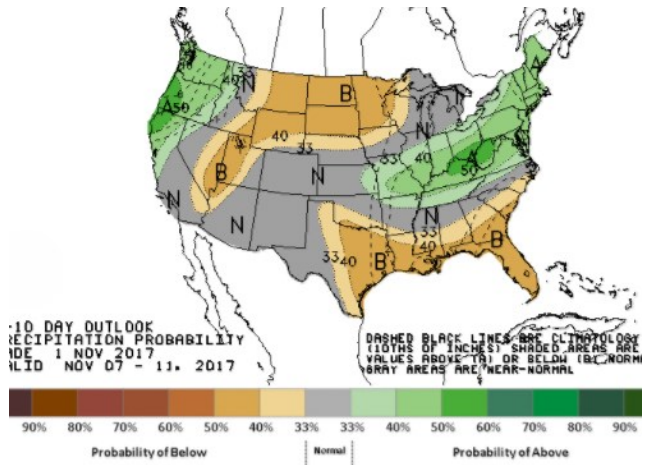 33
40
N
B
A
50
40
33
B
N
N
N
33
N
40
A
50
A
N
33
40
B
33 40
B
-10 DAY OUTLOOK
RECIPITATION PROBABILITY
ADE 1 NOV 2017
ALID NOV 07 - 11, 2017
DASHED BLACK LINES ARE CLIMATOLOGY
(10THS OF INCHES) SHADED AREAS ARE
VALUES ABOVE (A) OR BELOW (B) NORM
GRAY AREAS ARE NEAR-NORMAL
90% 80% 70% 60% 50% 40% 33% 33% 40% 50% 60% 70% 80% 90%
Probability of Below Normal Probability of Above